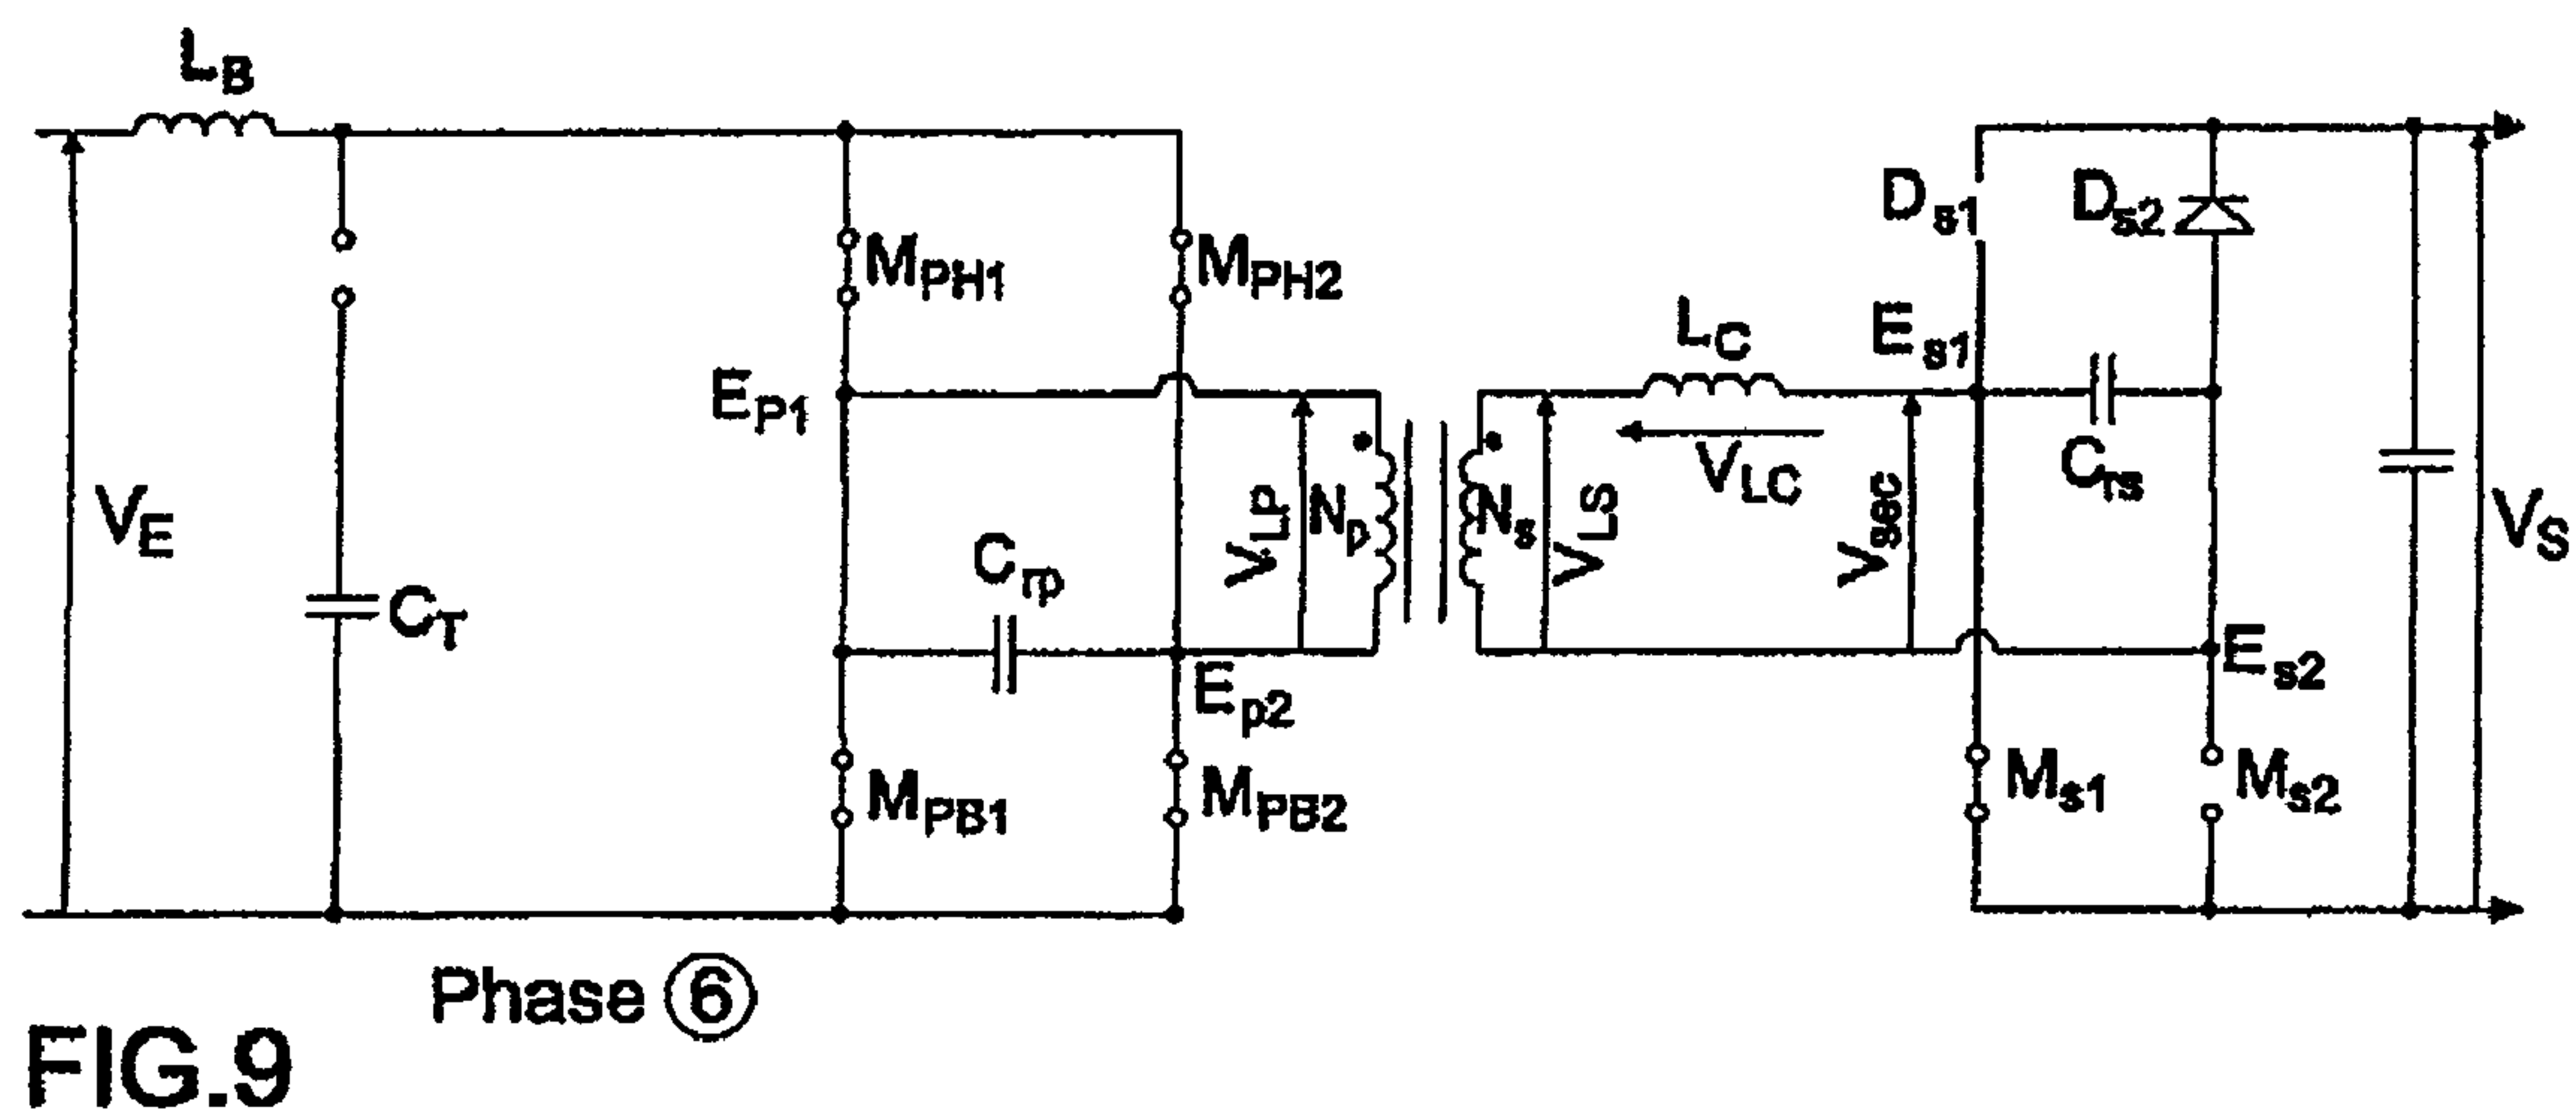 L_B
D_s1
D_s2
M_PH1
M_PH2
L_C
E_s1
E_P1
V_LC
C_rs
V_E
V_LP
N_p
N_s
V_LS
V_sec
V_S
C_rp
C_T
E_p2
E_s2
M_PB1
M_PB2
M_s1
M_s2
Phase ⑥
FIG.9